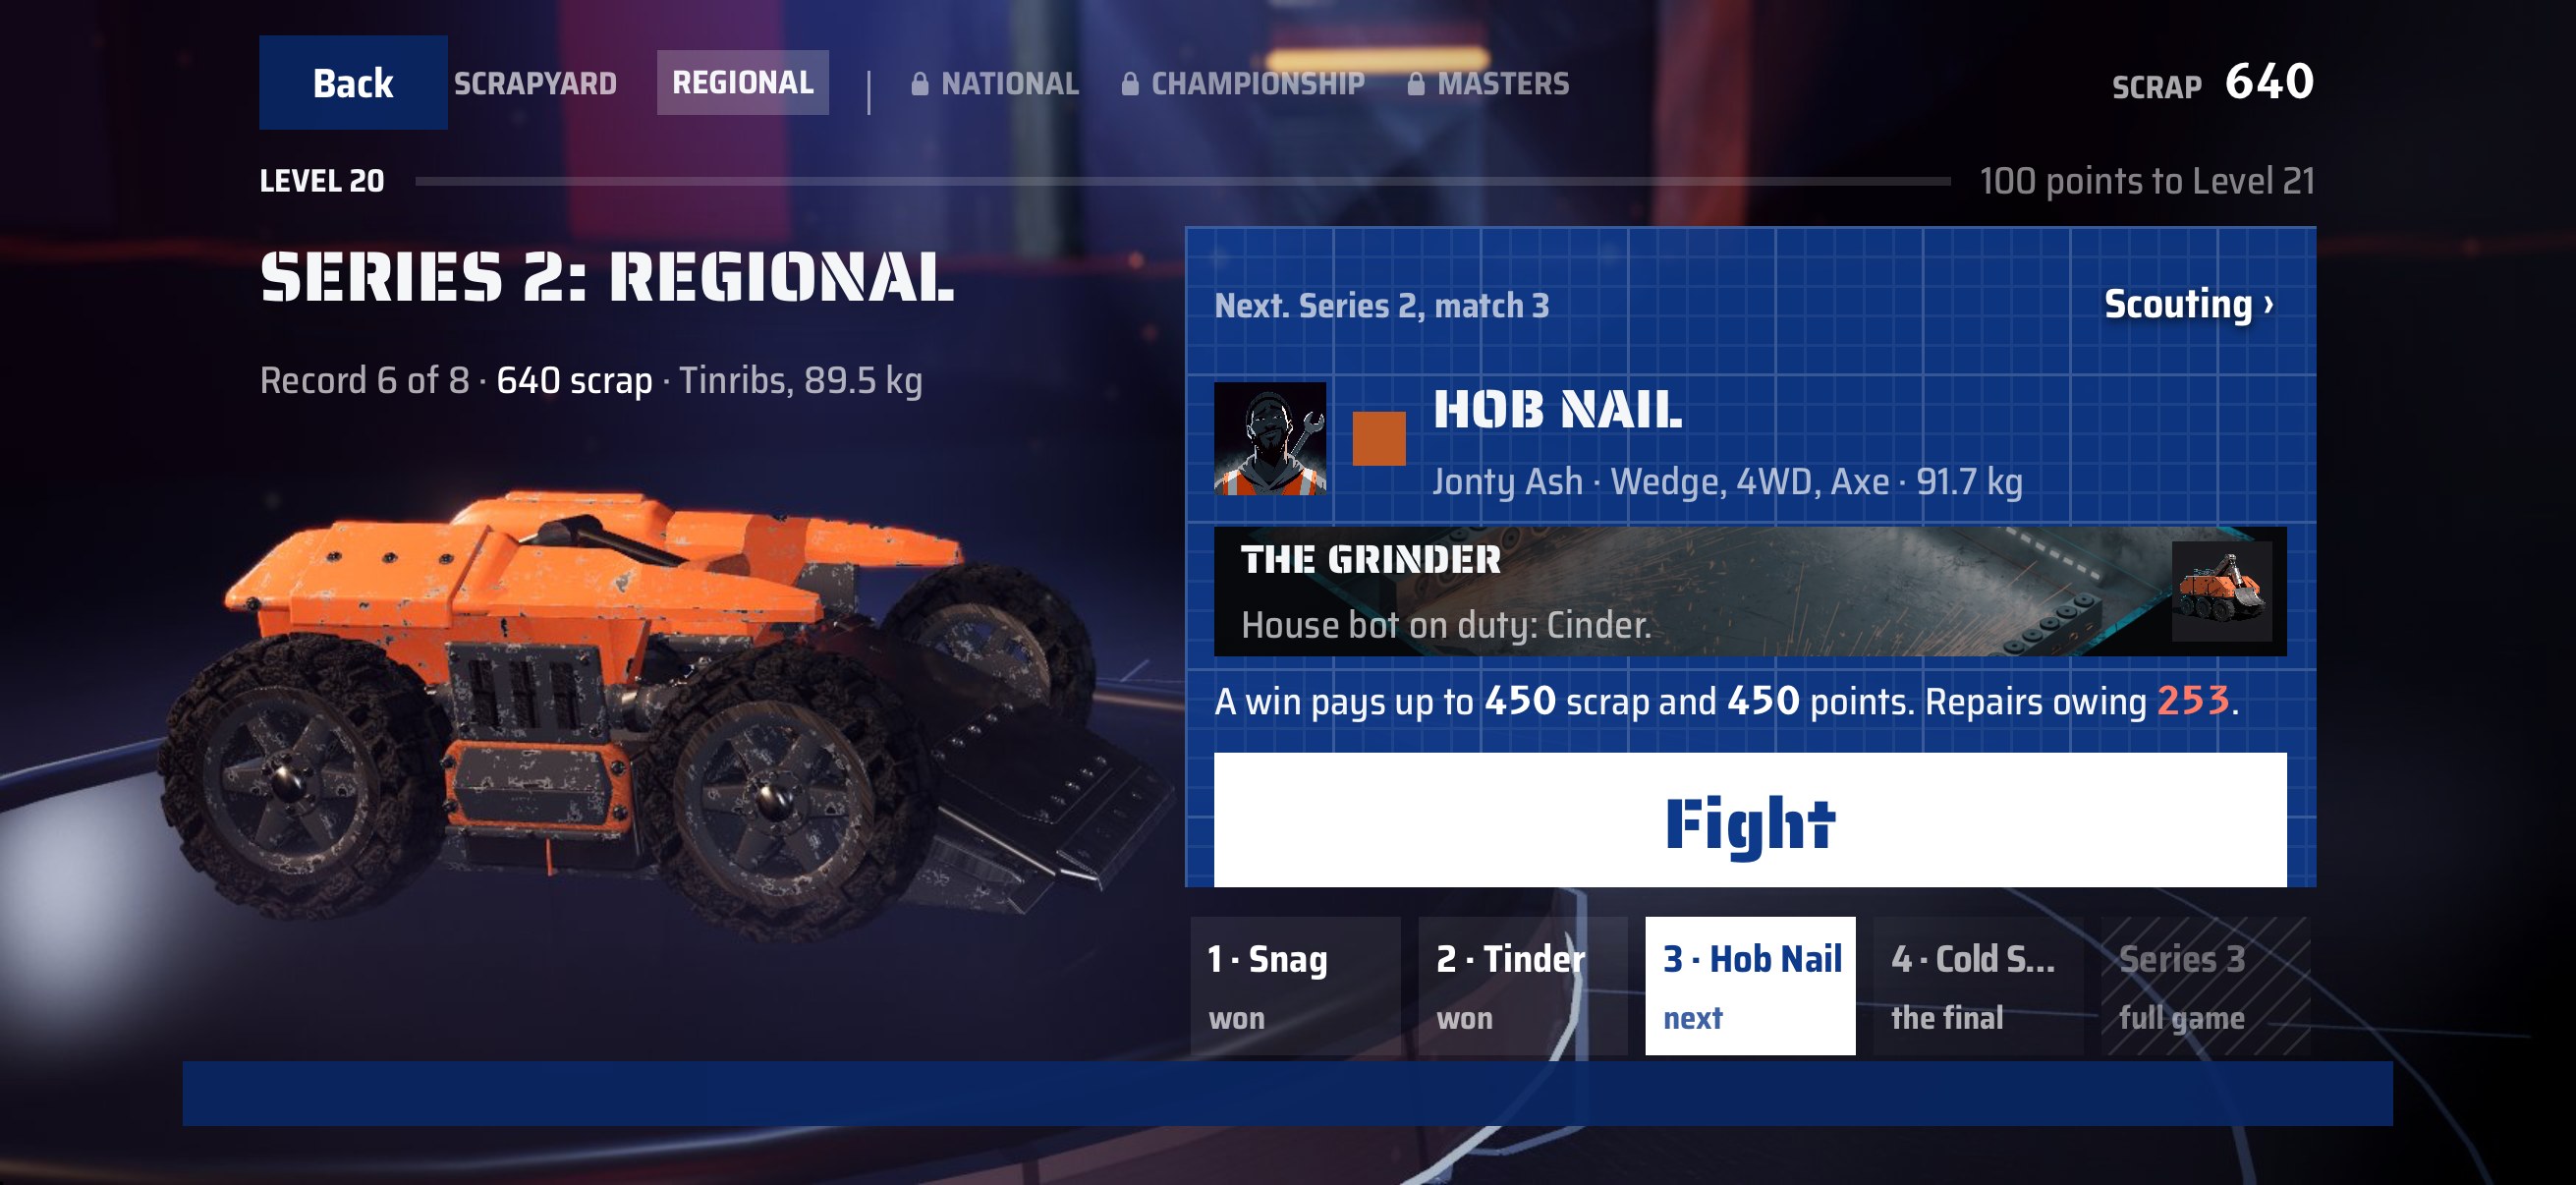 Back SCRAPYARD REGIONAL | NATIONAL CHAMPIONSHIP MASTERS SCRAP 640
LEVEL 20 100 points to Level 21
SERIES 2: REGIONAL
Record 6 of 8 · 640 scrap · Tinribs, 89.5 kg
Next. Series 2, match 3 Scouting ›
HOB NAIL
Jonty Ash · Wedge, 4WD, Axe · 91.7 kg
THE GRINDER
House bot on duty: Cinder.
A win pays up to 450 scrap and 450 points. Repairs owing 253.
Fight
1 · Snag 2 · Tinder 3 · Hob Nail 4 · Cold S... Series 3
won won next the final full game